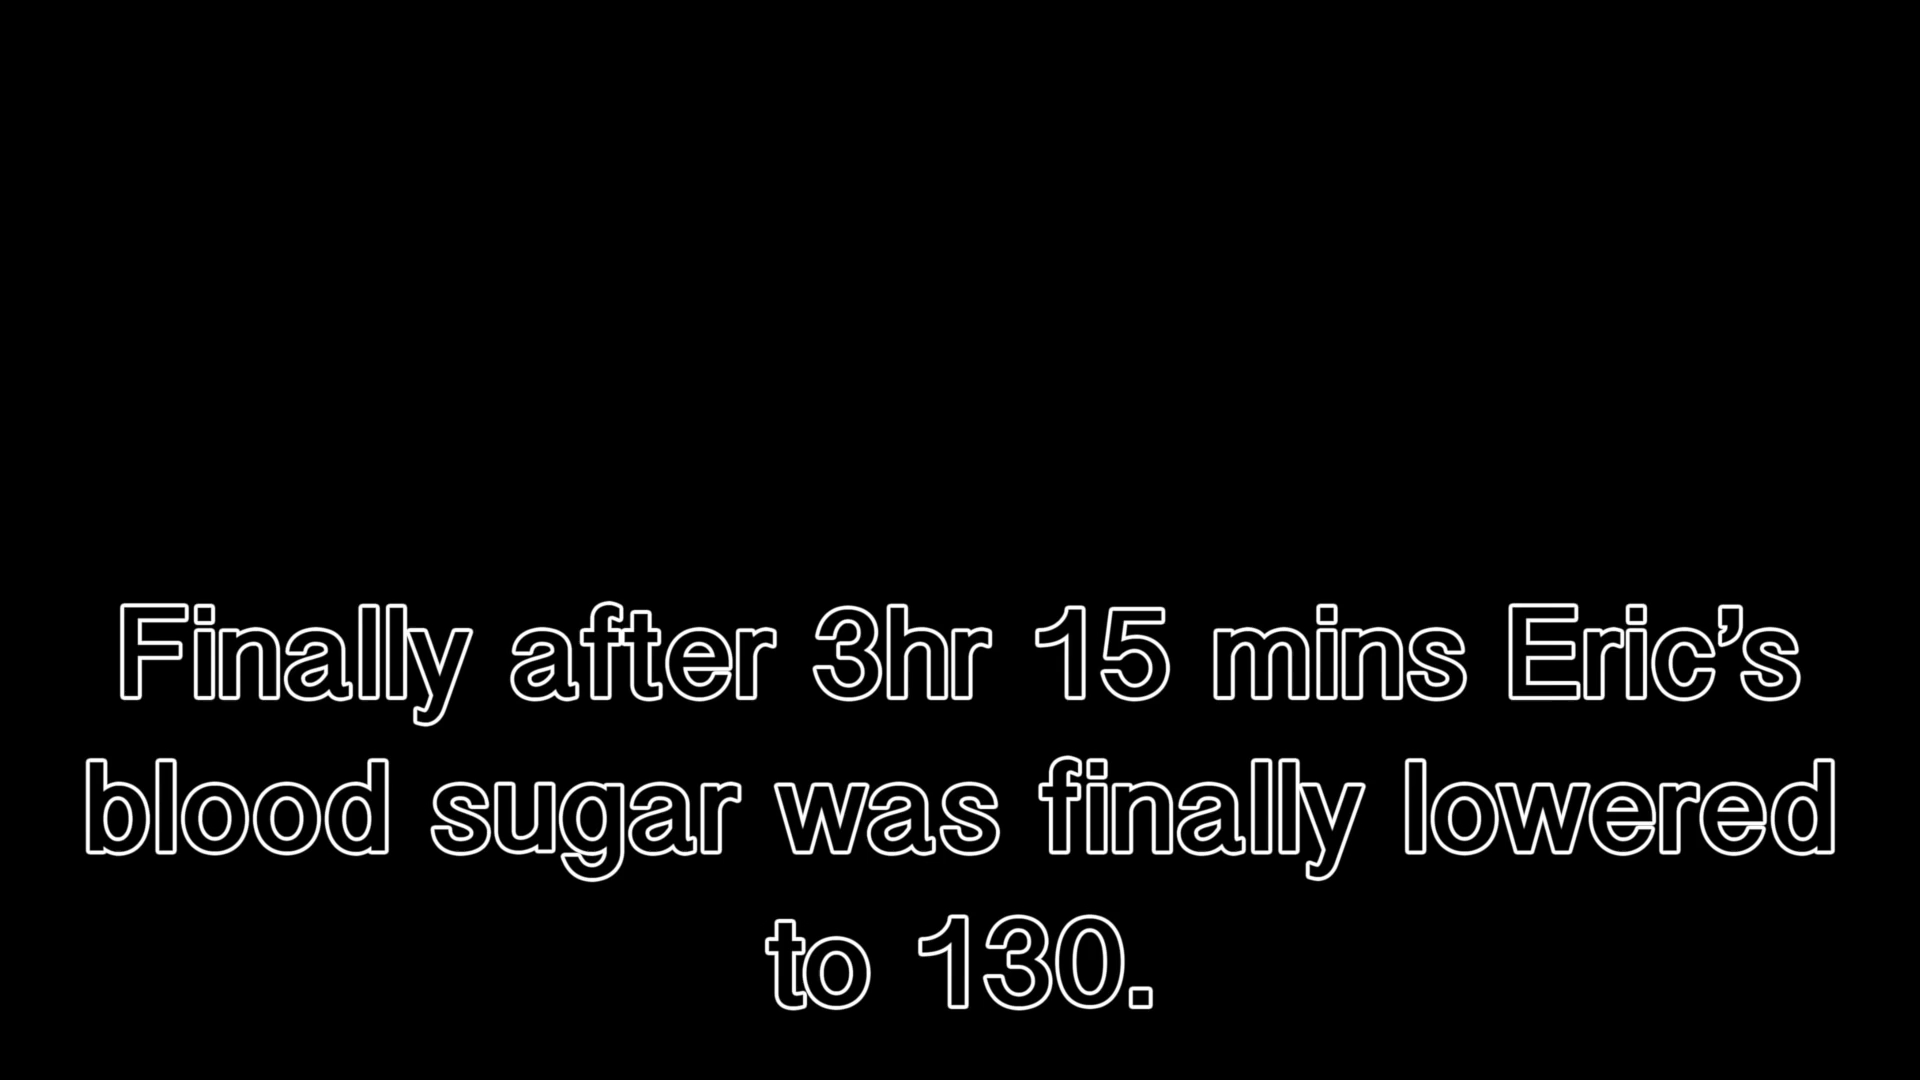 Finally after 3hr 15 mins Eric’s
blood sugar was finally lowered
to 130.